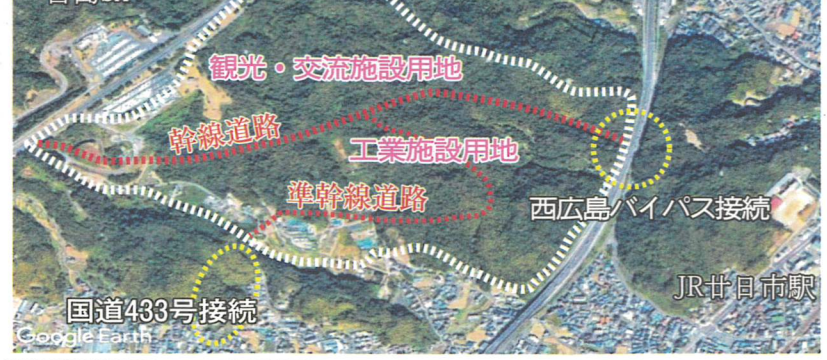 観光・交流施設用地
幹線道路
工業施設用地
準幹線道路
西広島バイパス接続
JR廿日市駅
国道433号接続
Google Earth